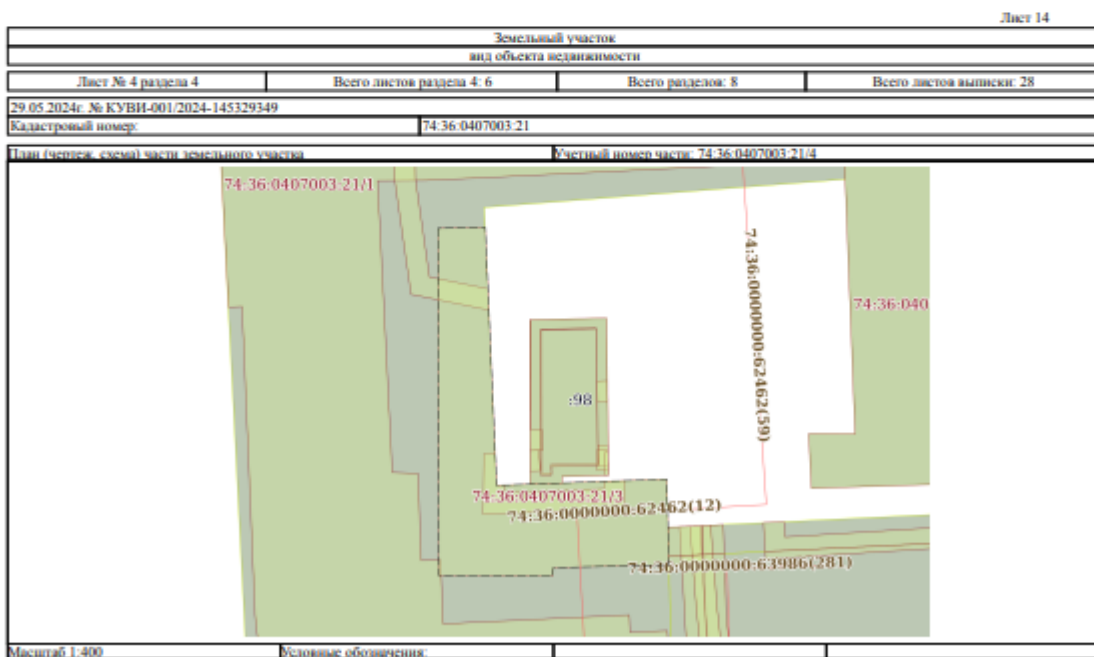 Лист 14
Земельный участок
вид объекта недвижимости
Лист № 4 раздела 4 Всего листов раздела 4: 6 Всего разделов: 8 Всего листов выписки: 28
29.05.2024г. № КУВИ-001/2024-145329349
Кадастровый номер: 74:36:0407003:21
План (чертеж, схема) части земельного участка Учетный номер части: 74:36:0407003:21/4
74:36:0407003-21/1
74:36:0000000:62462(59)
74:36:040
:98
74:36:0407003-21/3
74:36:0000000:62462(12)
74:36:0000000:63986(281)
Масштаб 1:400 Условные обозначения: